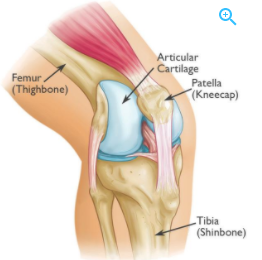 Articular
Cartilage
Femur
(Thighbone)
Patella
(Kneecap)
Tibia
(Shinbone)